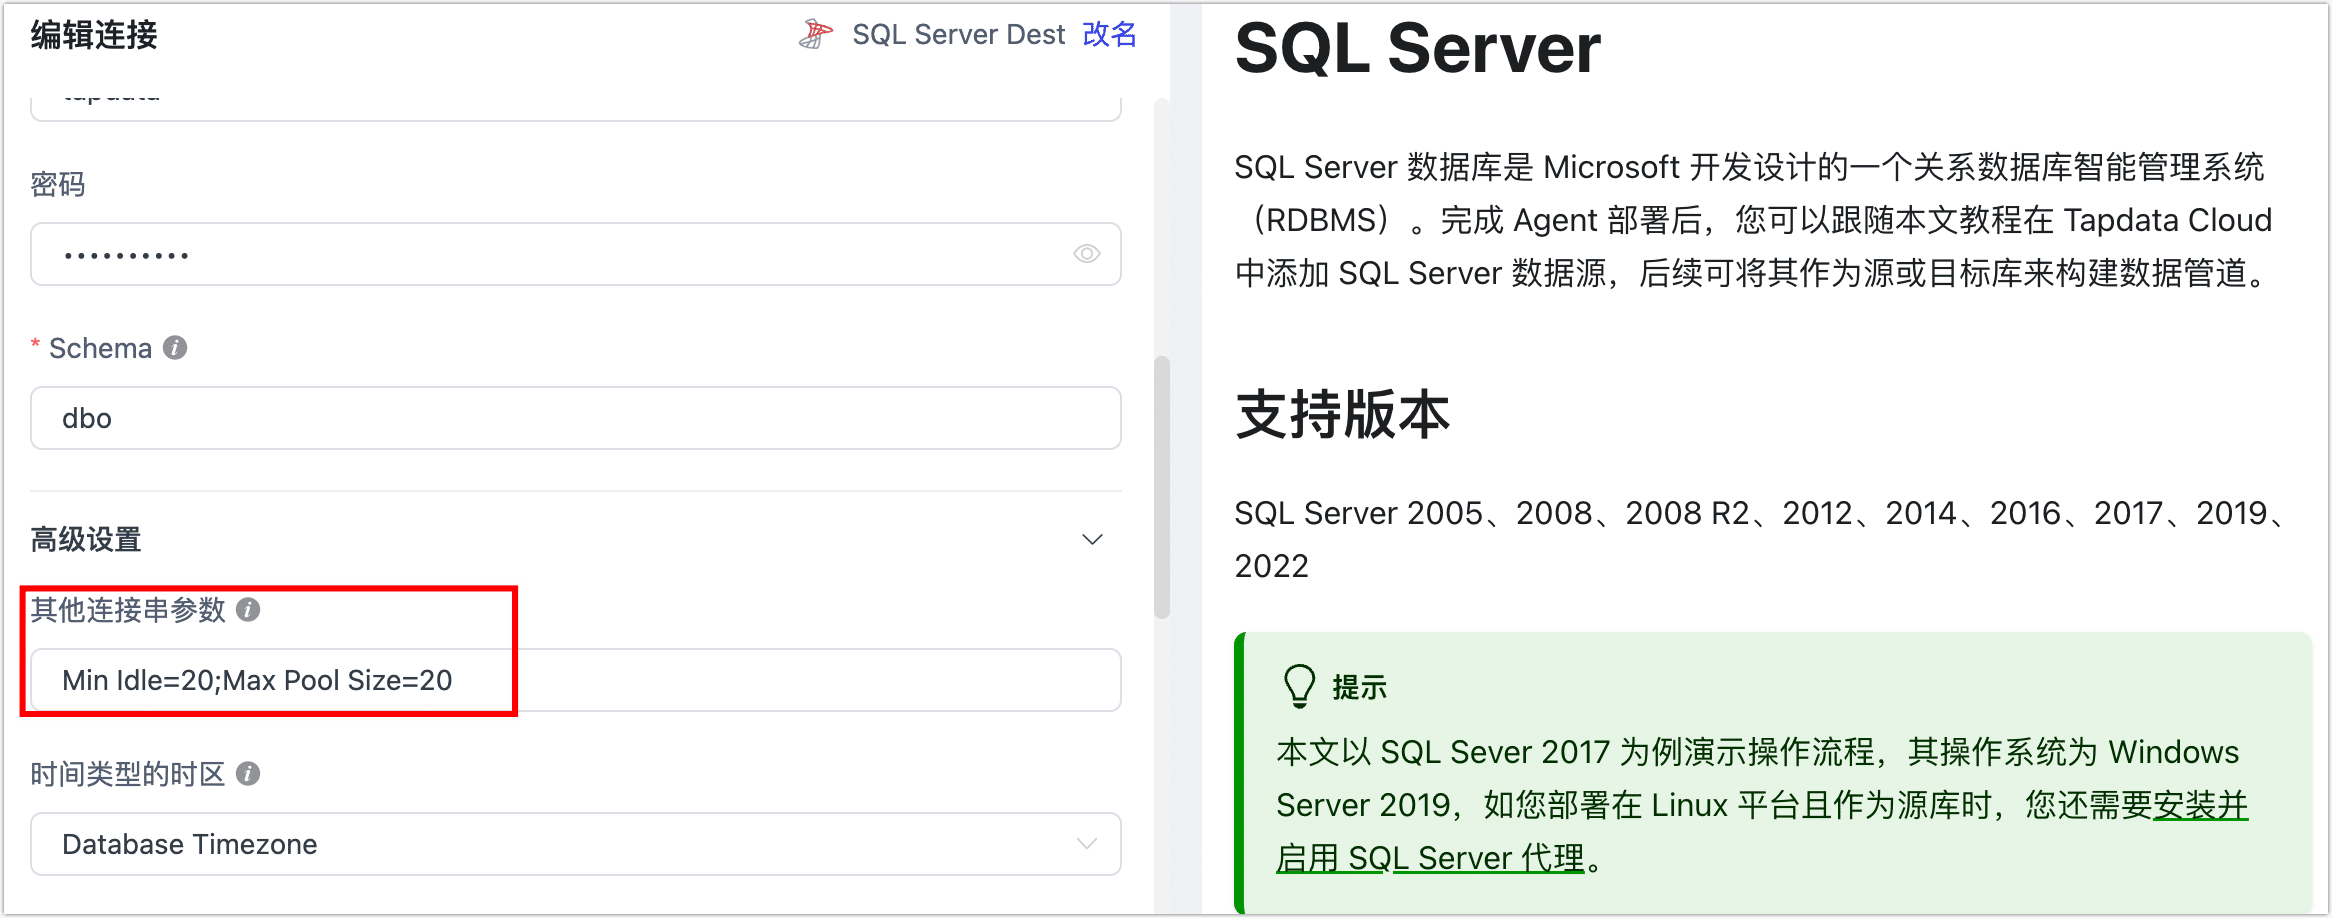 编辑连接
SQL Server Dest 改名
tapdata
密码
••••••••••
* Schema
dbo
高级设置
其他连接串参数
Min Idle=20;Max Pool Size=20
时间类型的时区
Database Timezone
SQL Server
SQL Server 数据库是 Microsoft 开发设计的一个关系数据库智能管理系统
（RDBMS）。完成 Agent 部署后，您可以跟随本文教程在 Tapdata Cloud
中添加 SQL Server 数据源，后续可将其作为源或目标库来构建数据管道。
支持版本
SQL Server 2005、2008、2008 R2、2012、2014、2016、2017、2019、
2022
提示
本文以 SQL Sever 2017 为例演示操作流程，其操作系统为 Windows
Server 2019，如您部署在 Linux 平台且作为源库时，您还需要安装并
启用 SQL Server 代理。